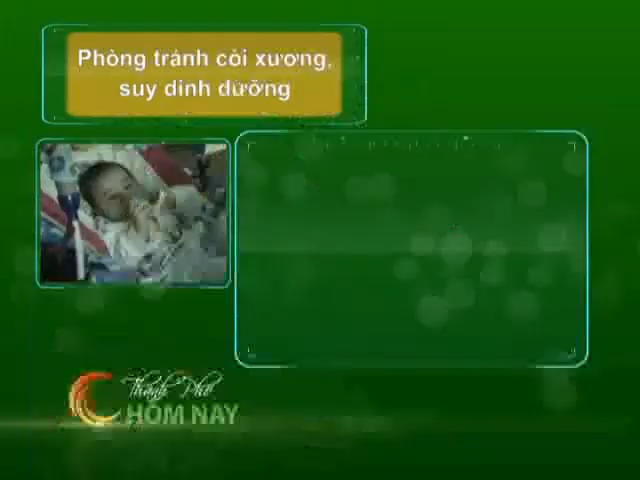 Phòng tránh còi xương,
suy dinh dưỡng
Thành Phố
HÔM NAY